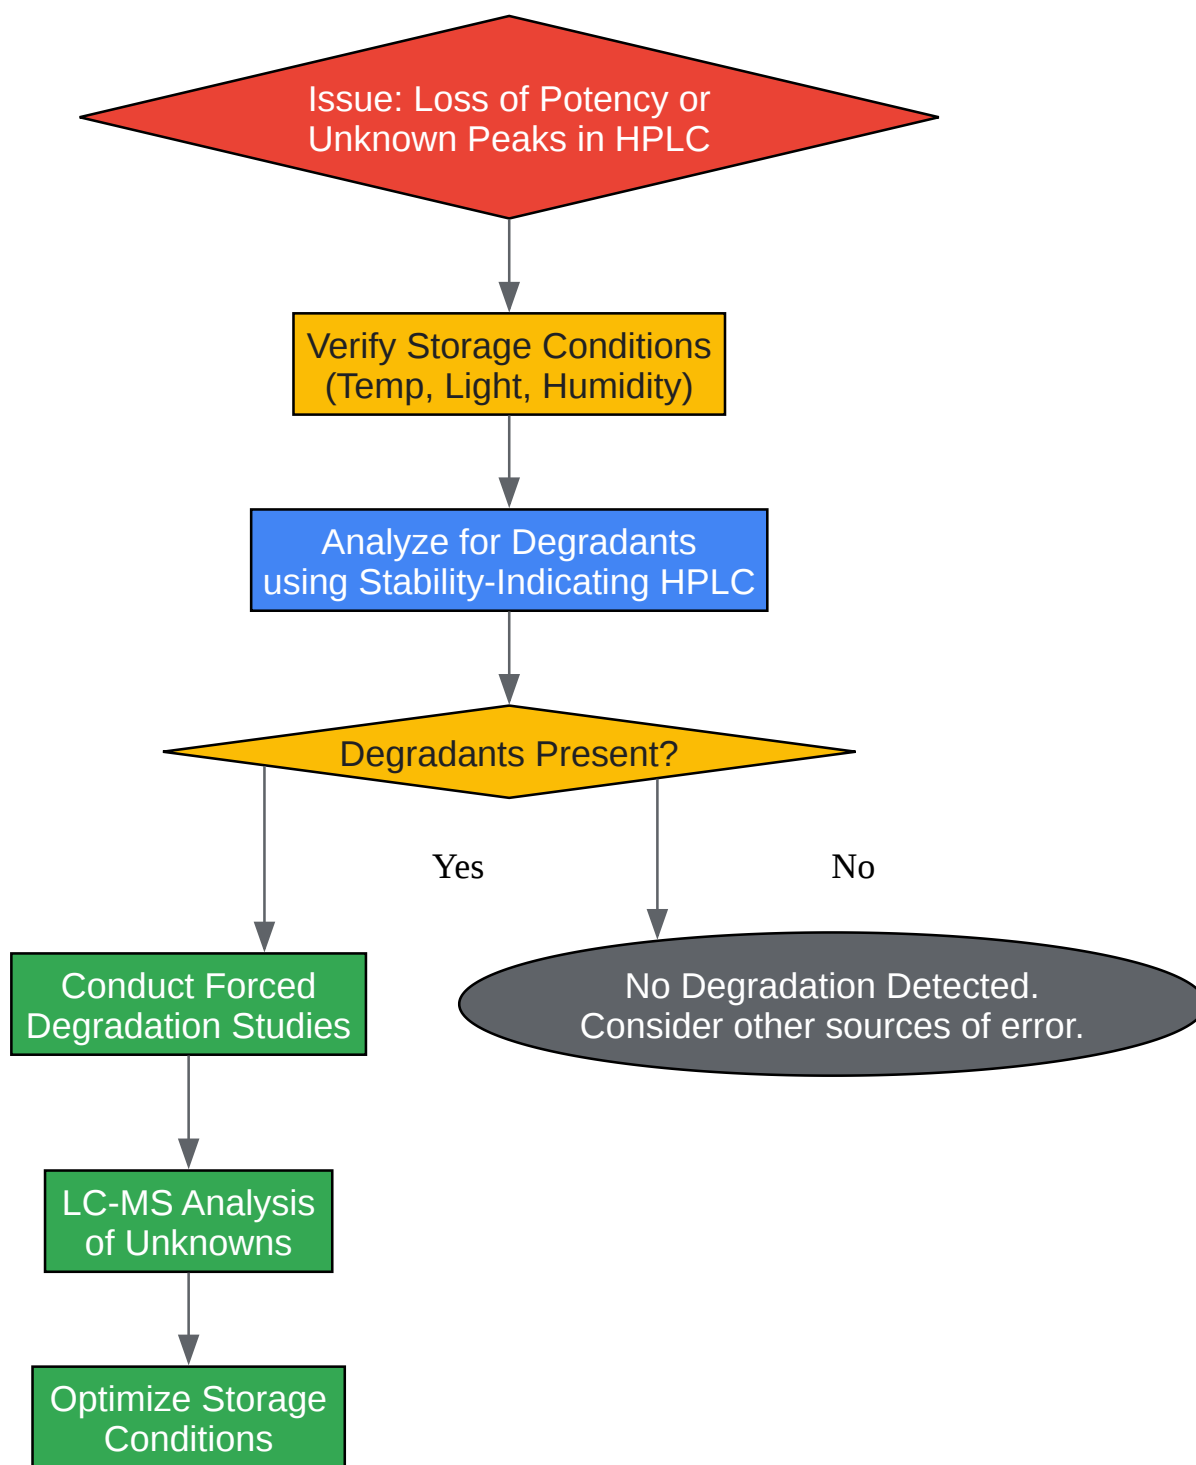 Issue: Loss of Potency or
Unknown Peaks in HPLC
Verify Storage Conditions
(Temp, Light, Humidity)
Analyze for Degradants
using Stability-Indicating HPLC
Degradants Present?
Yes
No
Conduct Forced
Degradation Studies
No Degradation Detected.
Consider other sources of error.
LC-MS Analysis
of Unknowns
Optimize Storage
Conditions